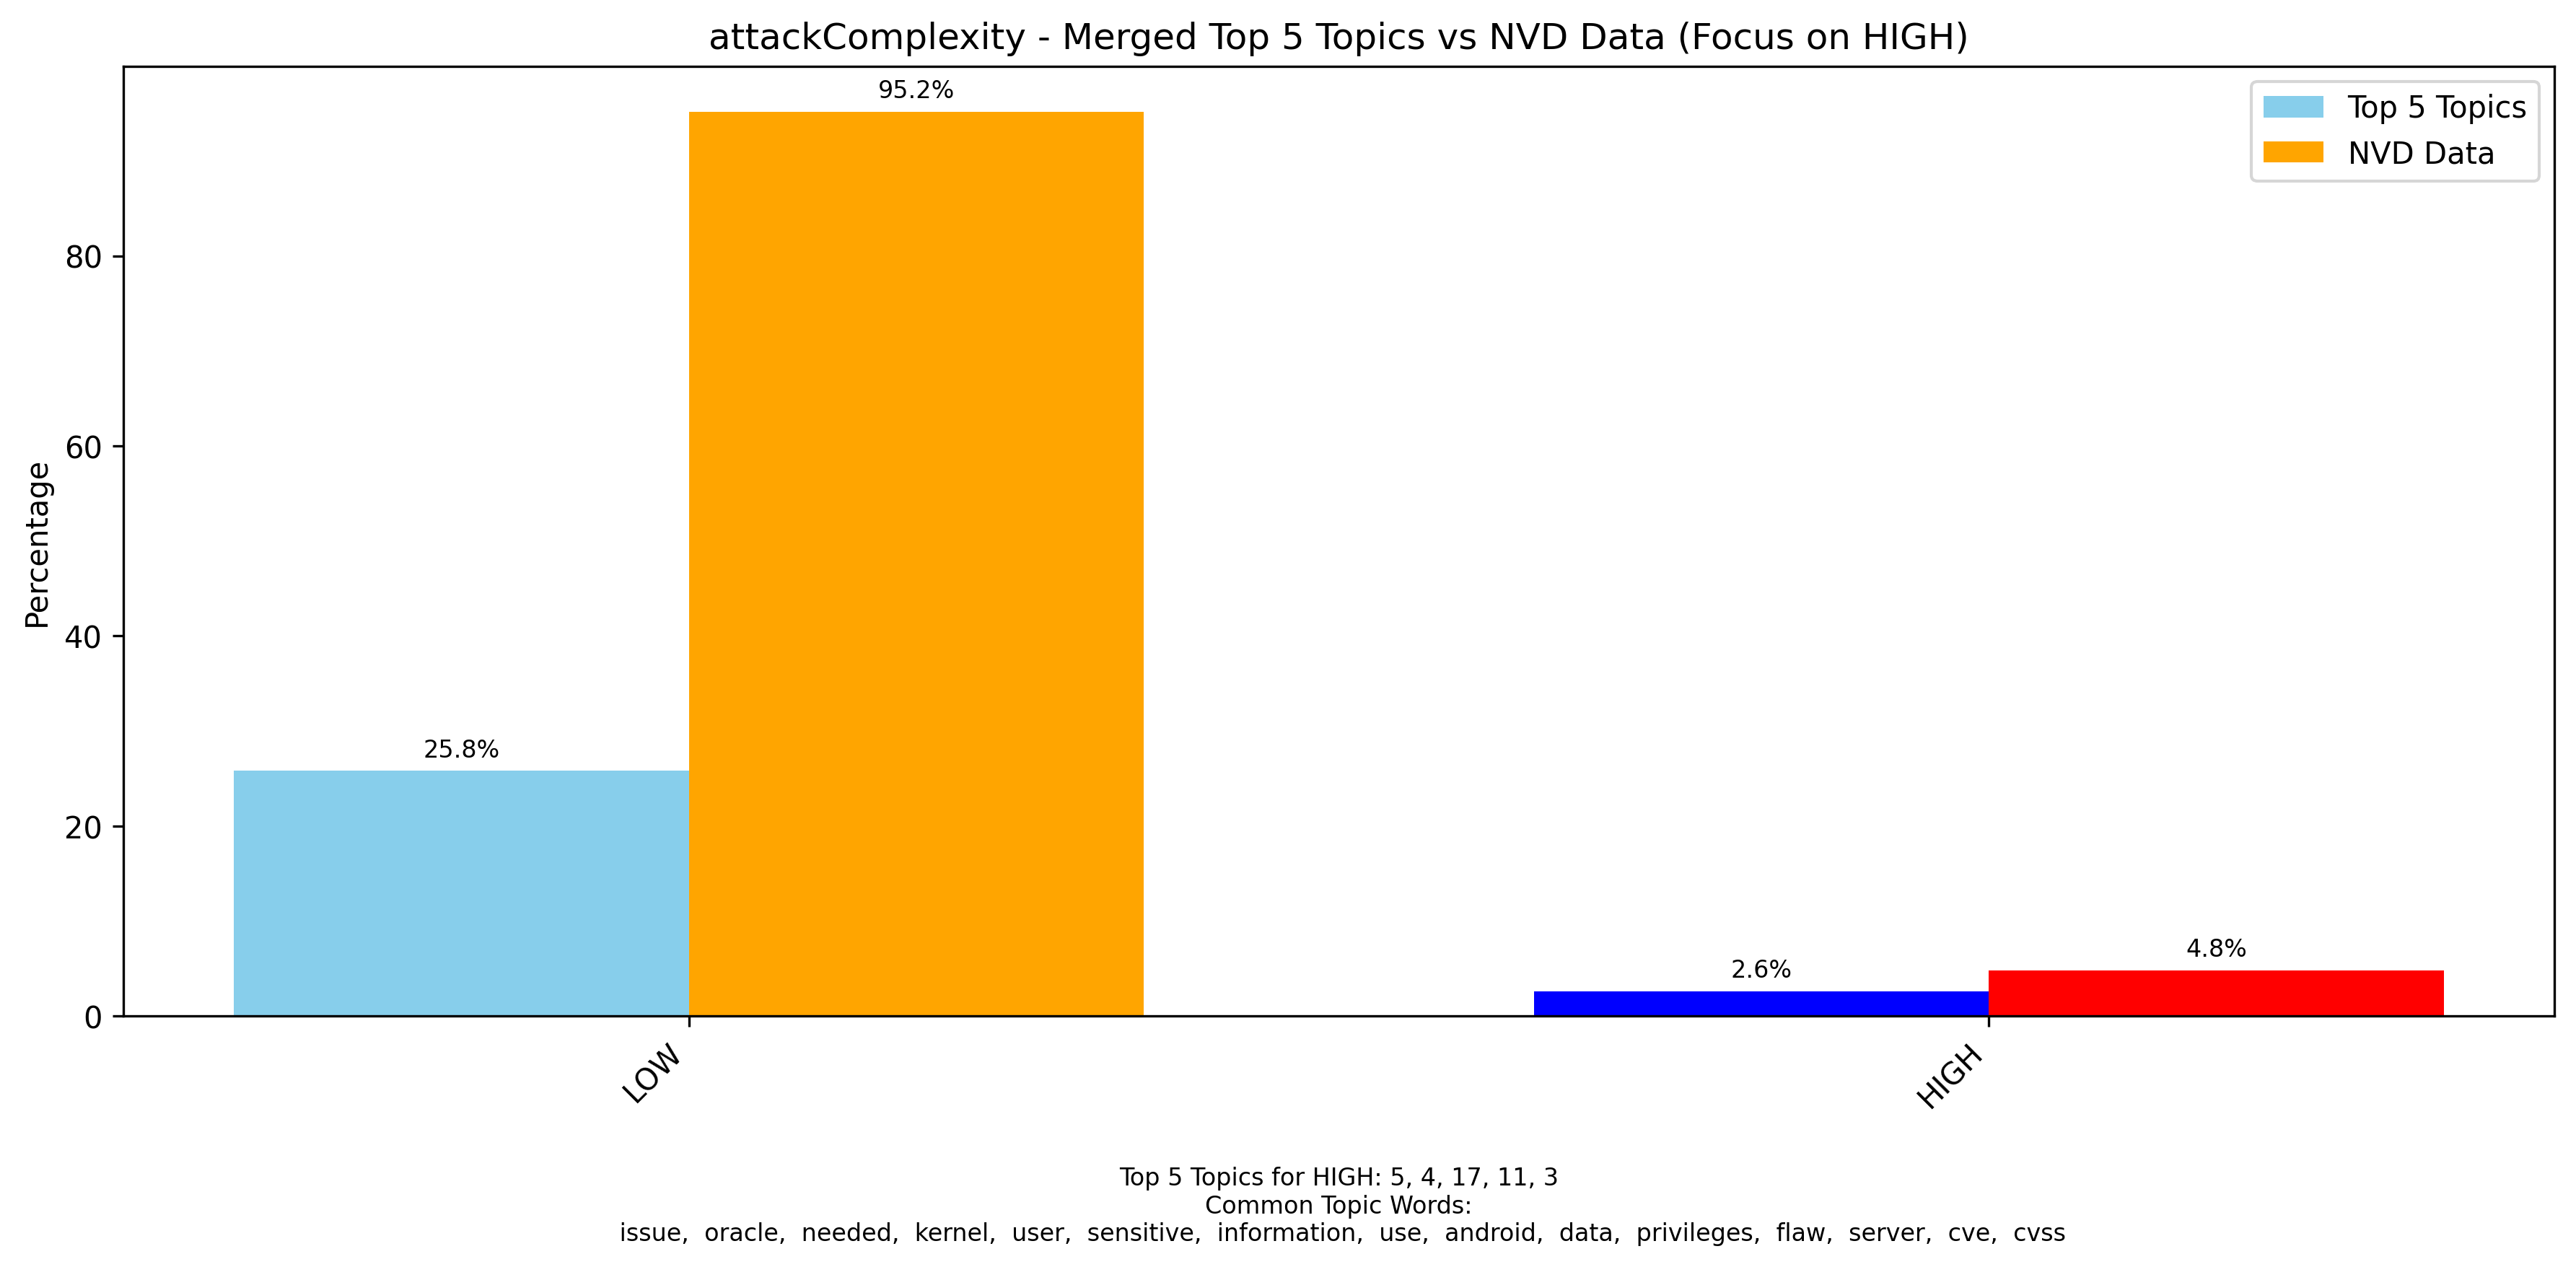 attackComplexity - Merged Top 5 Topics vs NVD Data (Focus on HIGH)
95.2%
Top 5 Topics
NVD Data
80
60
Percentage
40
25.8%
20
4.8%
2.6%
0
LOW
HIGH
Top 5 Topics for HIGH: 5, 4, 17, 11, 3
Common Topic Words:
issue, oracle, needed, kernel, user, sensitive, information, use, android, data, privileges, flaw, server, cve, cvss